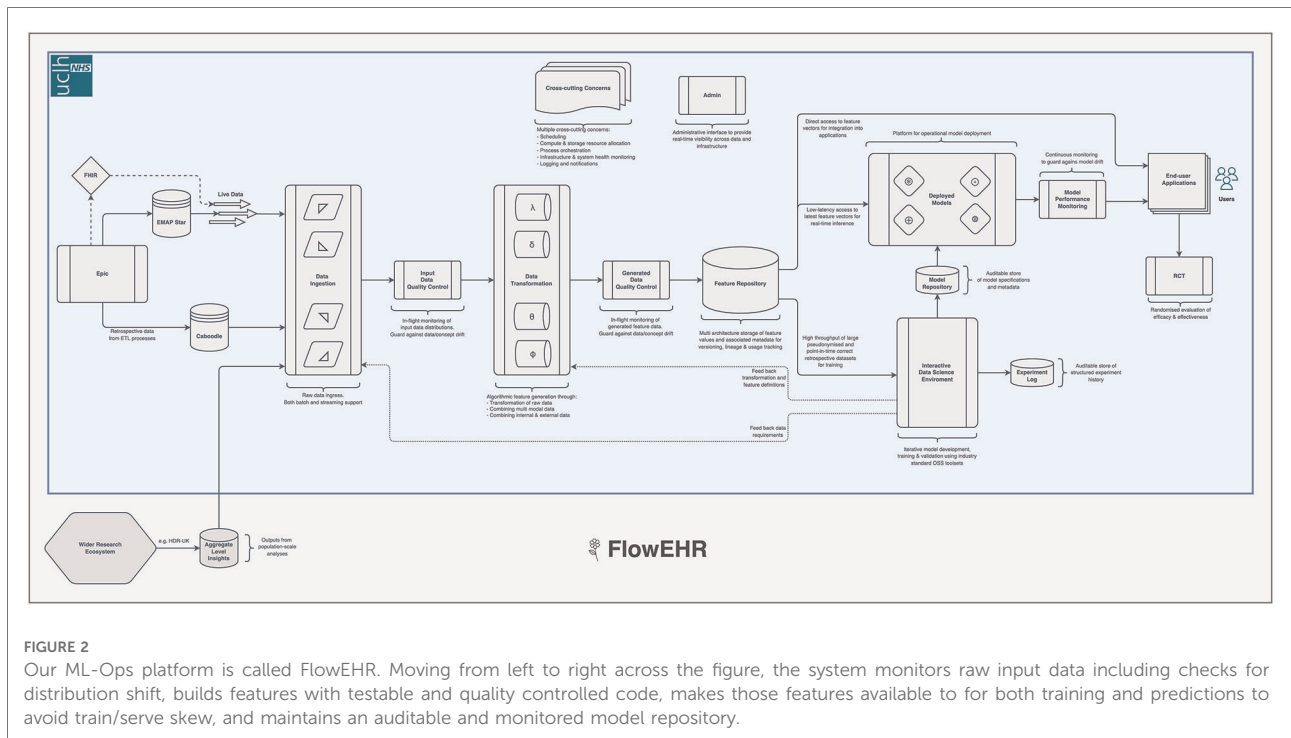 uclh
NHS
Cross-cutting Concerns
Multiple cross-cutting concerns:
- Scheduling
- Compute & storage resource allocation
- Process orchestration
- Infrastructure & system health monitoring
- Logging and notifications
Admin
Administrative interface to provide
real-time visibility across data and
infrastructure
Direct access to feature
vectors for integration into
applications
Platform for operational model deployment
Continuous monitoring
to guard agains model drift
FHIR
Live Data
EMAP Star
Epic
Retrospective data
from ETL processes
Caboodle
Data
Ingestion
Raw data ingress.
Both batch and streaming support
Input
Data
Quality Control
In-flight monitoring of
input data distributions.
Guard against data/concept drift
λ
δ
Data
Transformation
θ
ϕ
Algorithmic feature generation through:
- Transformation of raw data
- Combining multi modal data
- Combining internal & external data
Generated
Data
Quality Control
In-flight monitoring of
generated feature data.
Guard against data/concept drift
Feature Repository
Multi architecture storage of feature
values and associated metadata for
versioning, lineage & usage tracking
Low-latency access to
latest feature vectors for
real-time inference
Deployed
Models
Model
Performance
Monitoring
End-user
Applications
Users
Model
Repository
Auditable store
of model specifications
and metadata
RCT
Randomised evaluation of
efficacy & effectiveness
High throughput of large
pseudonymised and
point-in-time correct
retrospective datasets
for training
Interactive
Data Science
Enviroment
Experiment
Log
Auditable store of
structured experiment
history
Feed back
transformation and
feature definitions
Feed back data
requirements
Iterative model development,
training & validation using industry
standard OSS toolsets
Wider Research
Ecosystem
e.g. HDR-UK
Aggregate
Level
Insights
Outputs from
population-scale
analyses
FlowEHR
FIGURE 2
Our ML-Ops platform is called FlowEHR. Moving from left to right across the figure, the system monitors raw input data including checks for
distribution shift, builds features with testable and quality controlled code, makes those features available to for both training and predictions to
avoid train/serve skew, and maintains an auditable and monitored model repository.